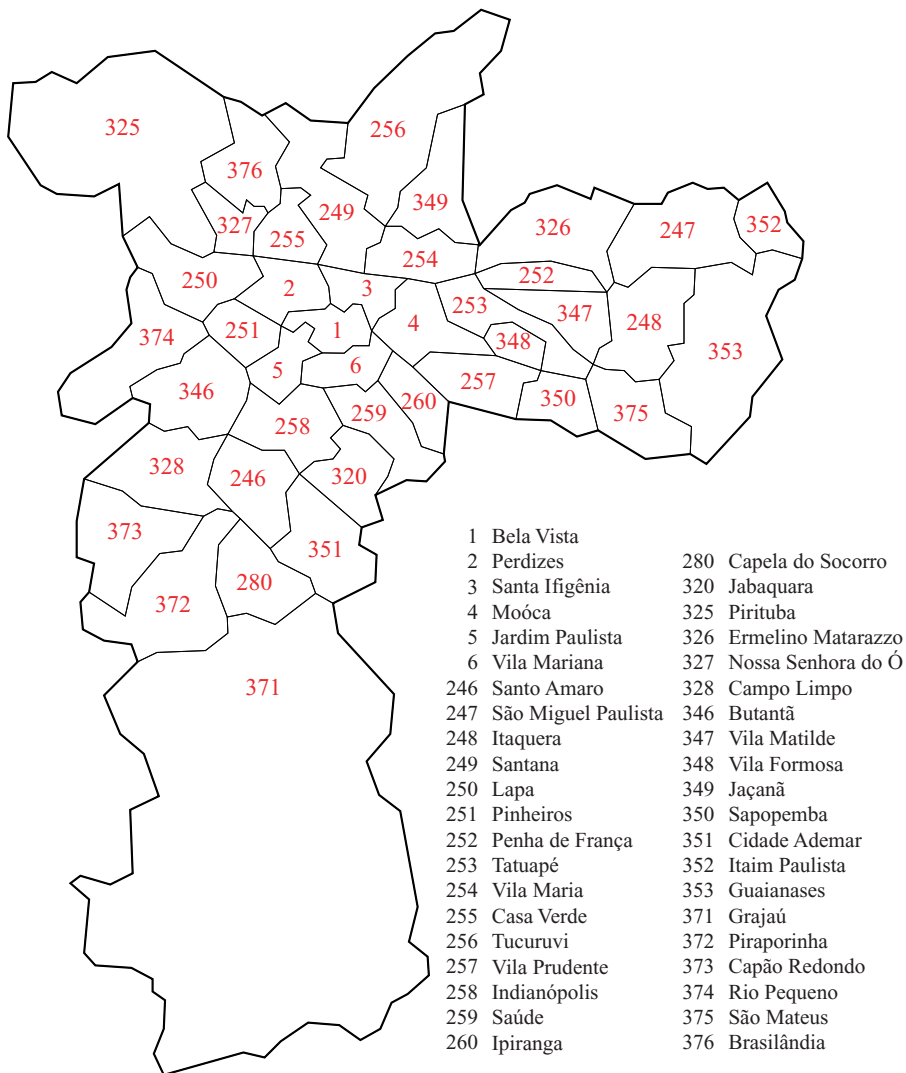 325
256
376
349
249
326
247
352
327
255
254
250
2
3
252
253
251
1
4
347
248
374
348
353
5
6
346
257
350
258
259
260
375
328
246
320
373
351
280
372
371
1 Bela Vista
2 Perdizes
3 Santa Ifigênia
4 Moóca
5 Jardim Paulista
6 Vila Mariana
246 Santo Amaro
247 São Miguel Paulista
248 Itaquera
249 Santana
250 Lapa
251 Pinheiros
252 Penha de França
253 Tatuapé
254 Vila Maria
255 Casa Verde
256 Tucuruvi
257 Vila Prudente
258 Indianópolis
259 Saúde
260 Ipiranga
280 Capela do Socorro
320 Jabaquara
325 Pirituba
326 Ermelino Matarazzo
327 Nossa Senhora do Ó
328 Campo Limpo
346 Butantã
347 Vila Matilde
348 Vila Formosa
349 Jaçanã
350 Sapopemba
351 Cidade Ademar
352 Itaim Paulista
353 Guaianases
371 Grajaú
372 Piraporinha
373 Capão Redondo
374 Rio Pequeno
375 São Mateus
376 Brasilândia